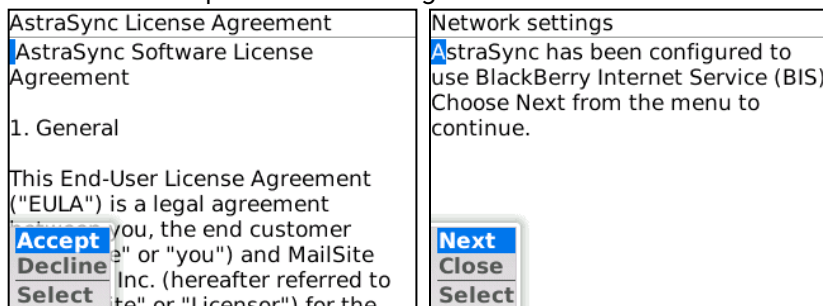 AstraSync License Agreement
AstraSync Software License
Agreement
1. General
This End-User License Agreement
("EULA") is a legal agreement
you, the end customer
e" or "you") and MailSite
Inc. (hereafter referred to
ite" or "Licensor") for the
Accept
Decline
Select
Network settings
AstraSync has been configured to
use BlackBerry Internet Service (BIS)
Choose Next from the menu to
continue.
Next
Close
Select